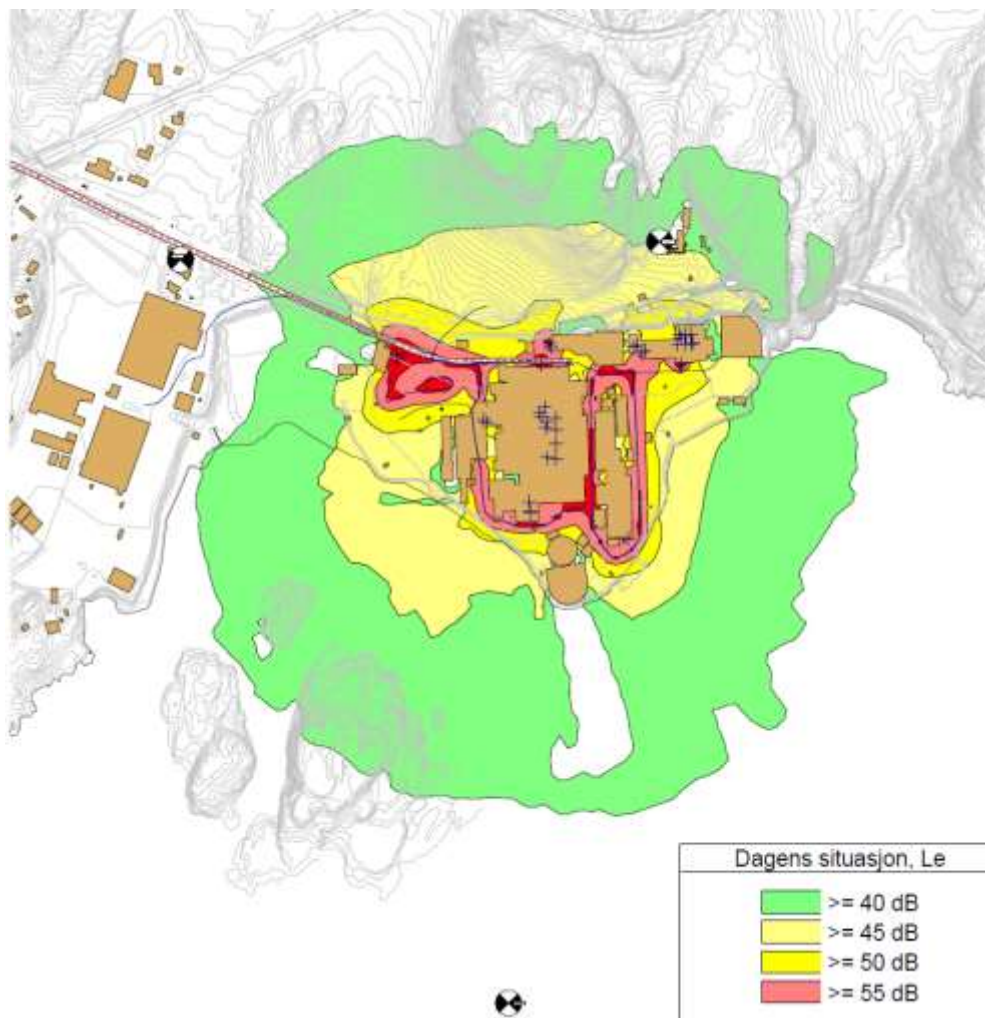 Dagens situasjon, Le
>= 40 dB
>= 45 dB
>= 50 dB
>= 55 dB